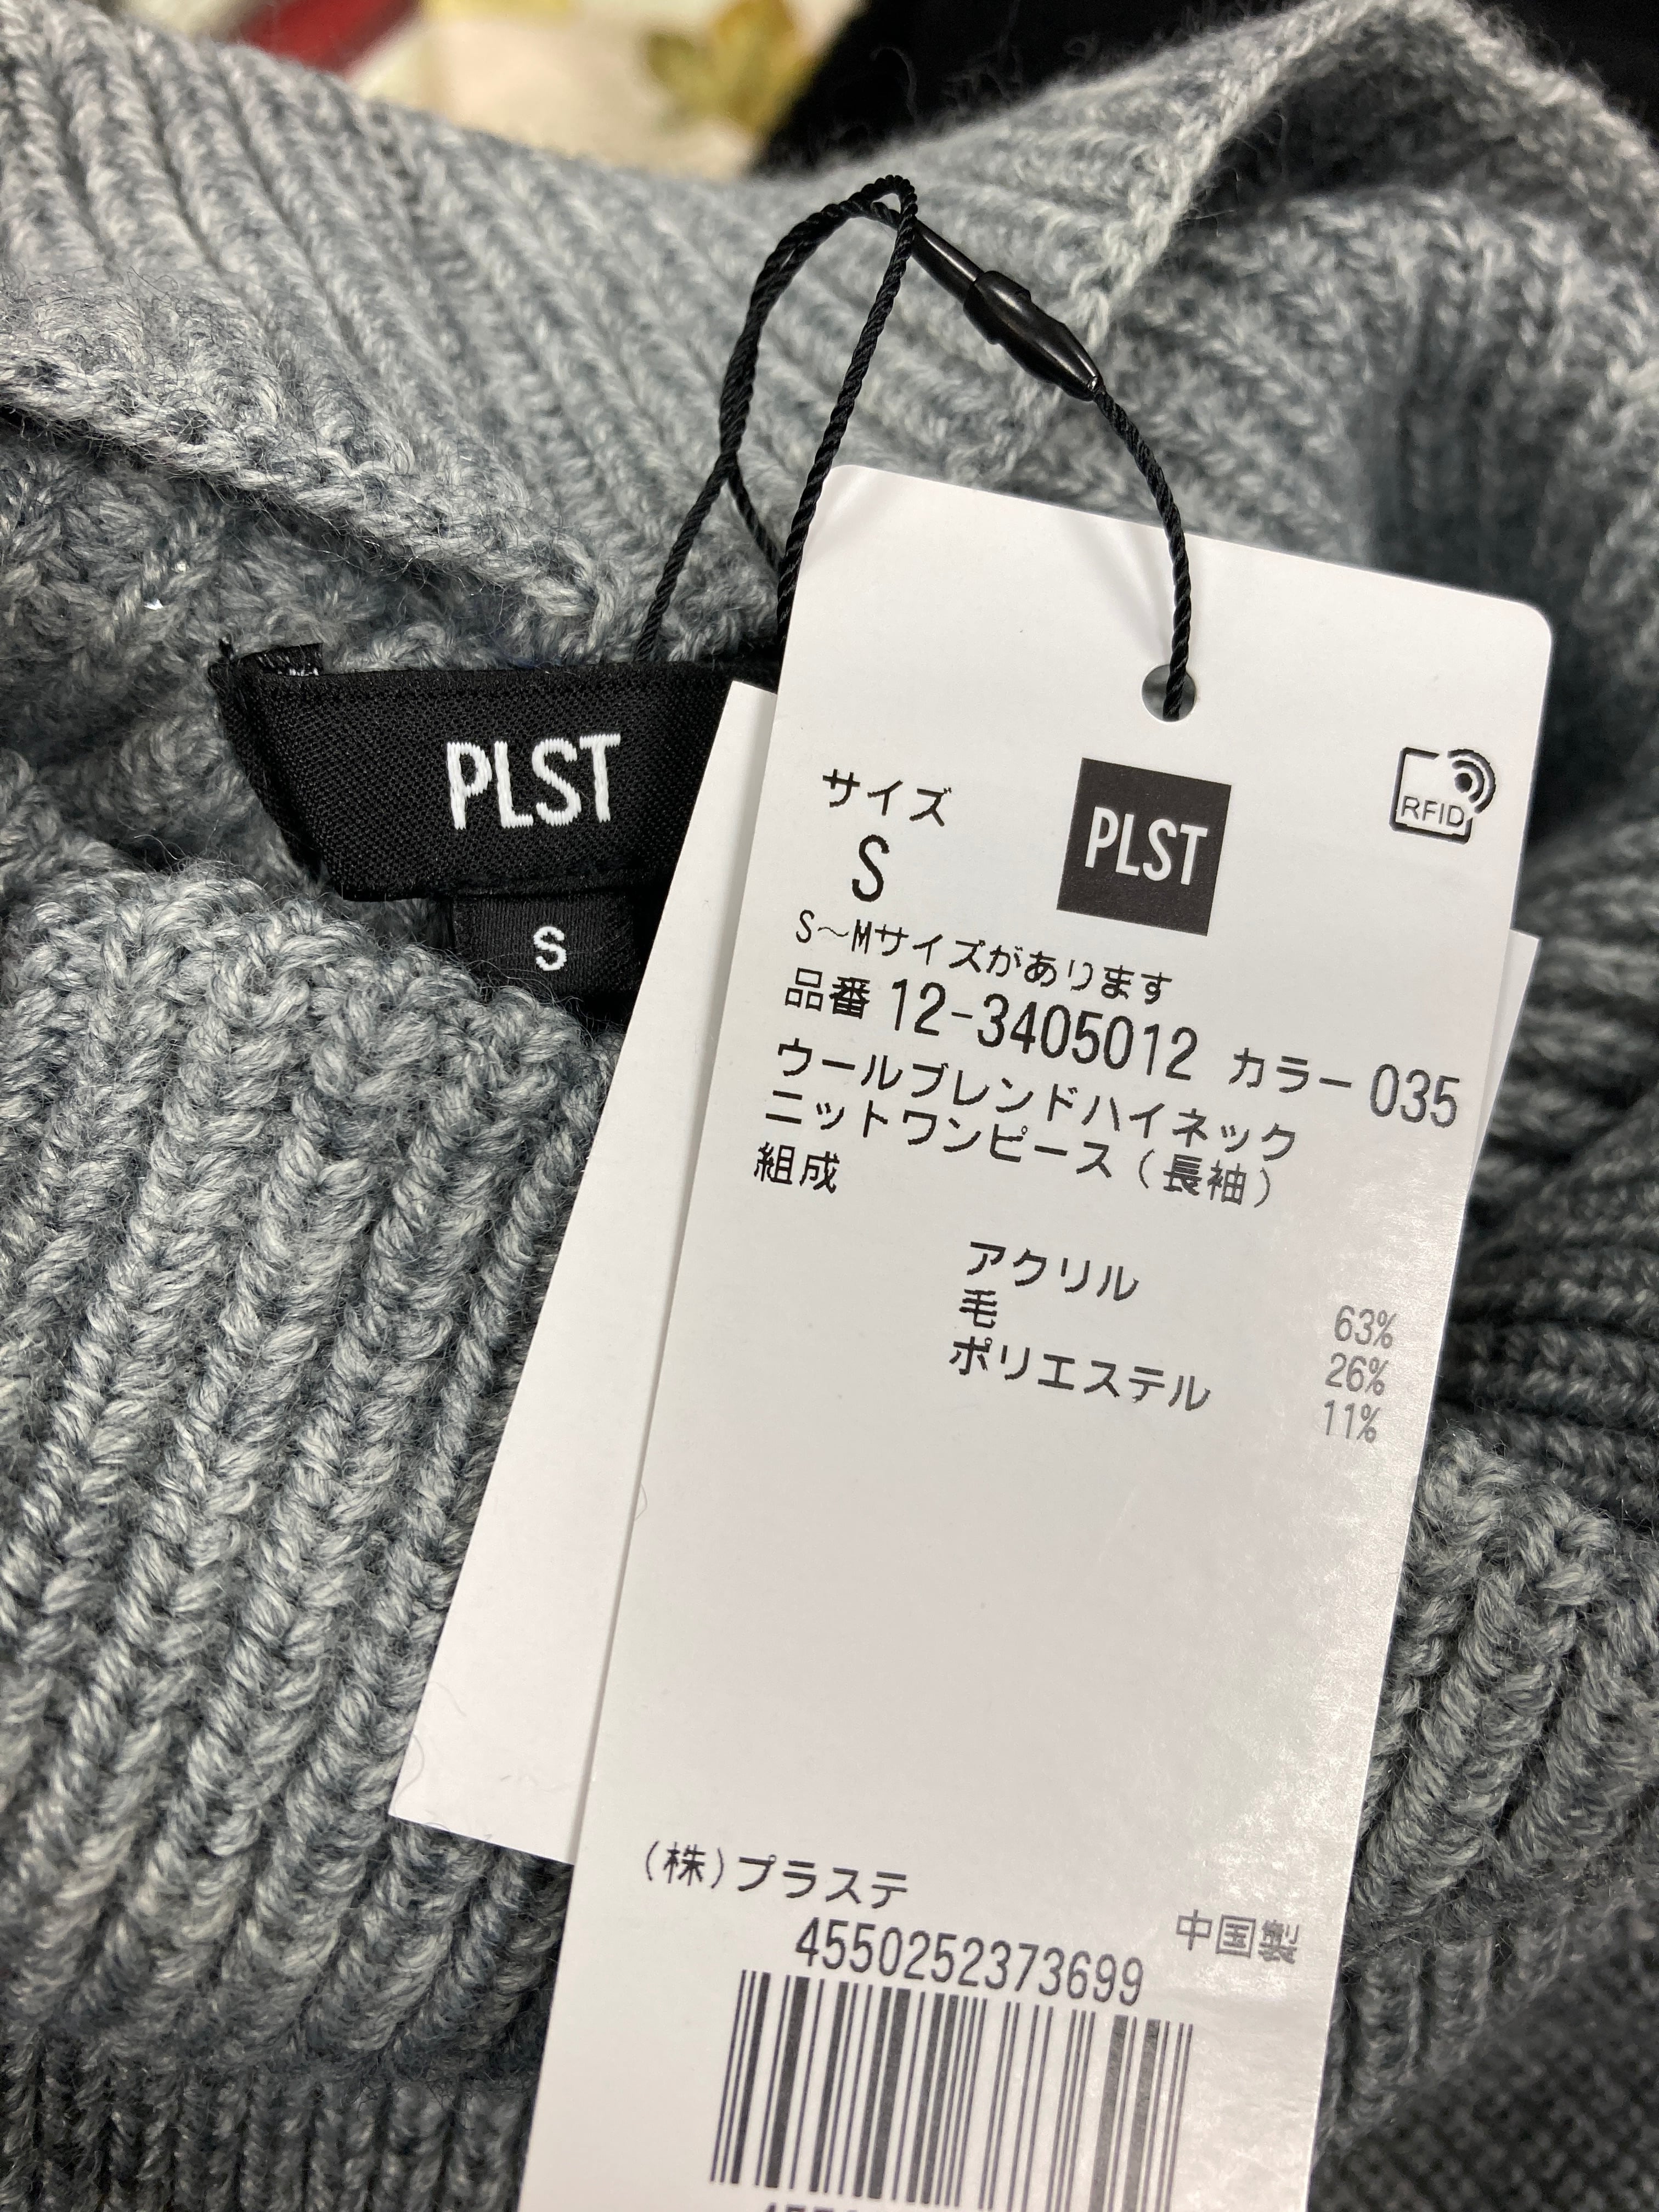 PLST
S
サイズ
S
PLST
RFID
S～Mサイズがあります
品番 12-3405012 カラー 035
ウールブレンドハイネック
ニットワンピース（長袖）
組成
アクリル 63%
毛 26%
ポリエステル 11%
(株)プラステ
中国製
4550252373699